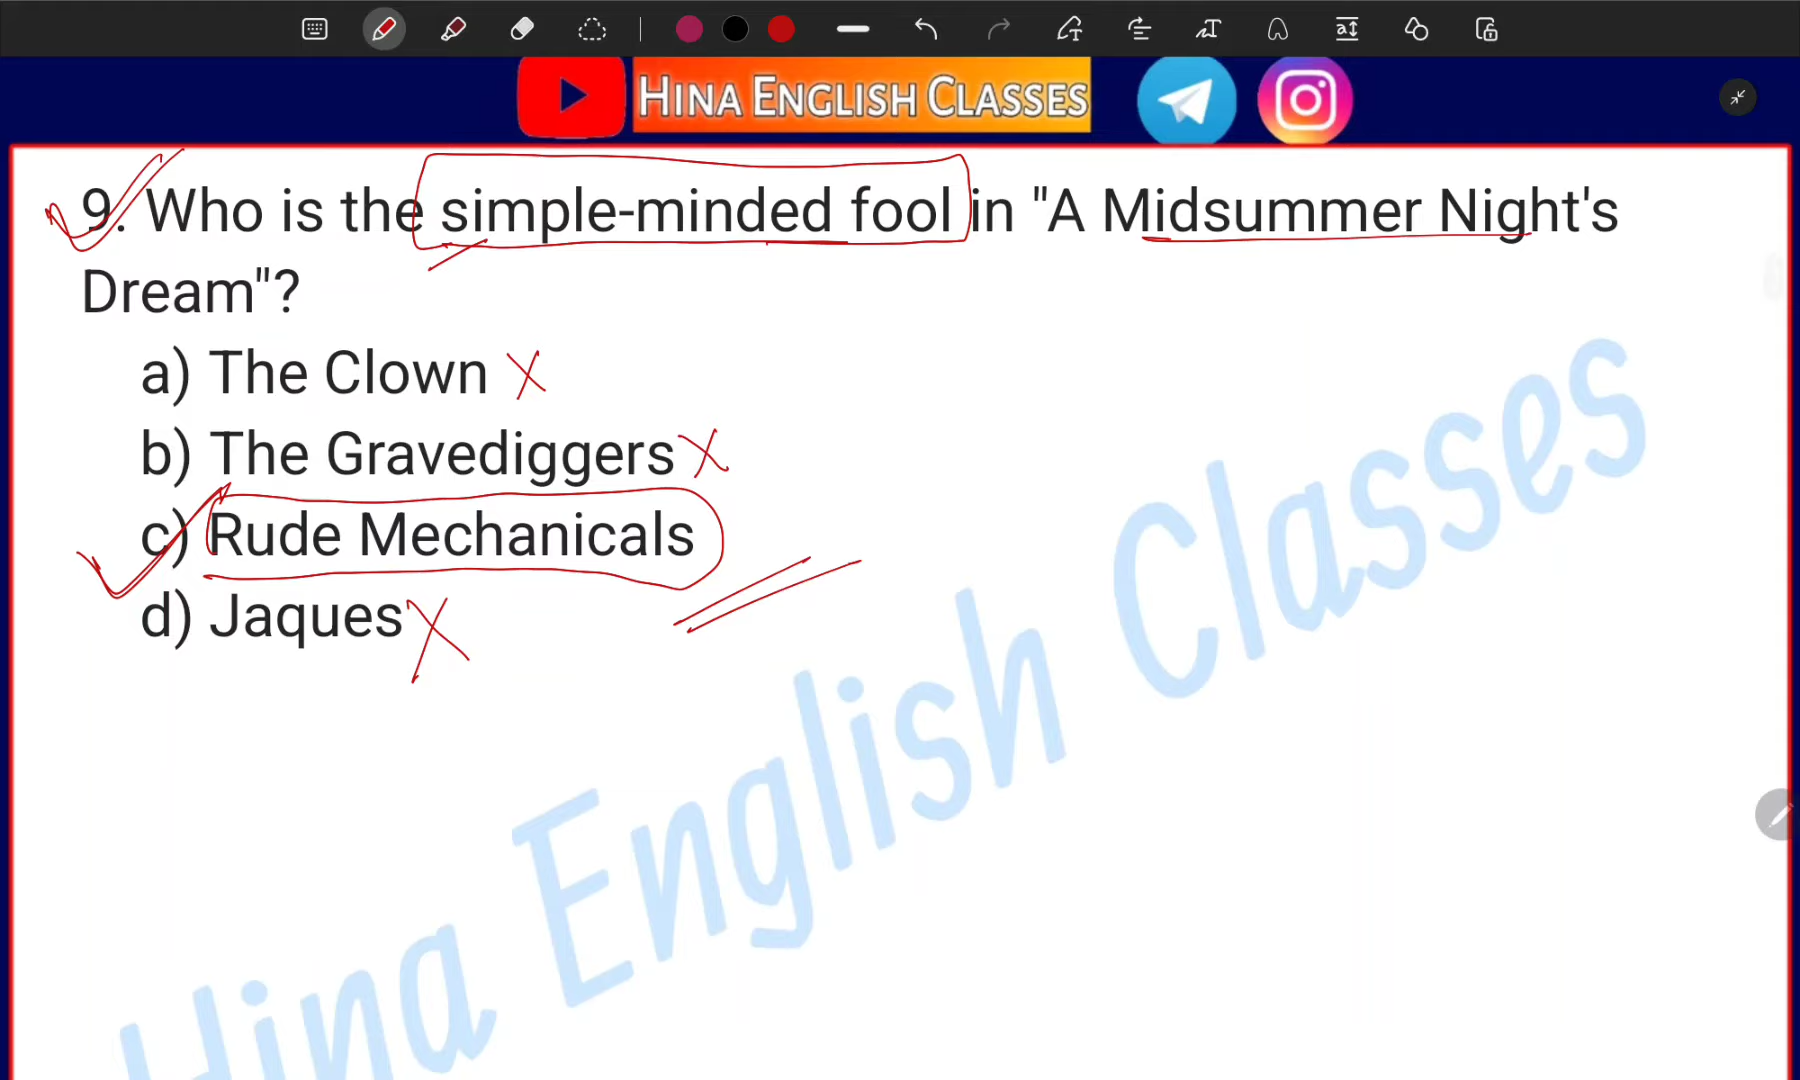 HINA ENGLISH CLASSES
9. Who is the simple-minded fool in "A Midsummer Night's
Dream"?
a) The Clown
b) The Gravediggers
c) Rude Mechanicals
d) Jaques
Hina English Classes